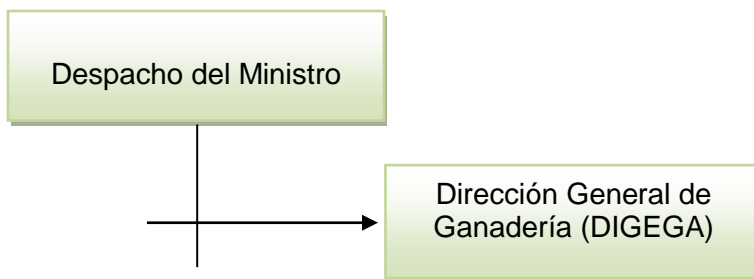 Despacho del Ministro
Dirección General de
Ganadería (DIGEGA)